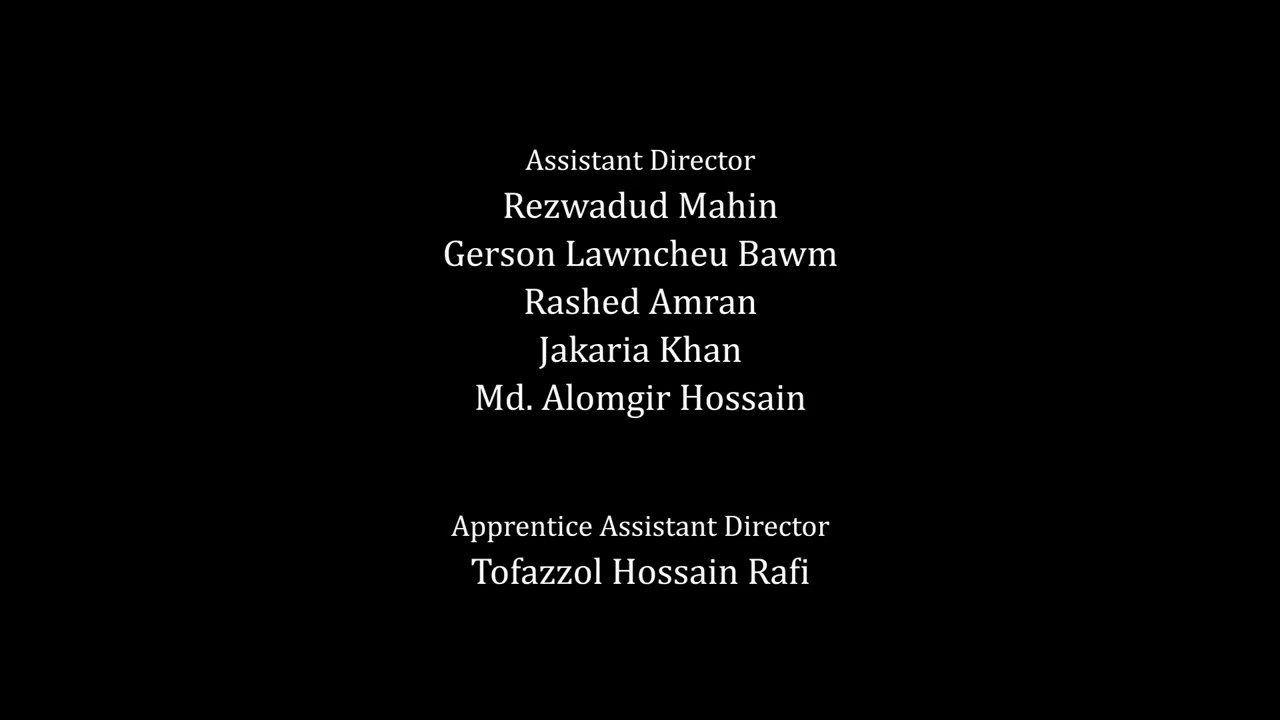 Assistant Director
Rezwadud Mahin
Gerson Lawncheu Bawm
Rashed Amran
Jakaria Khan
Md. Alomgir Hossain
Apprentice Assistant Director
Tofazzol Hossain Rafi